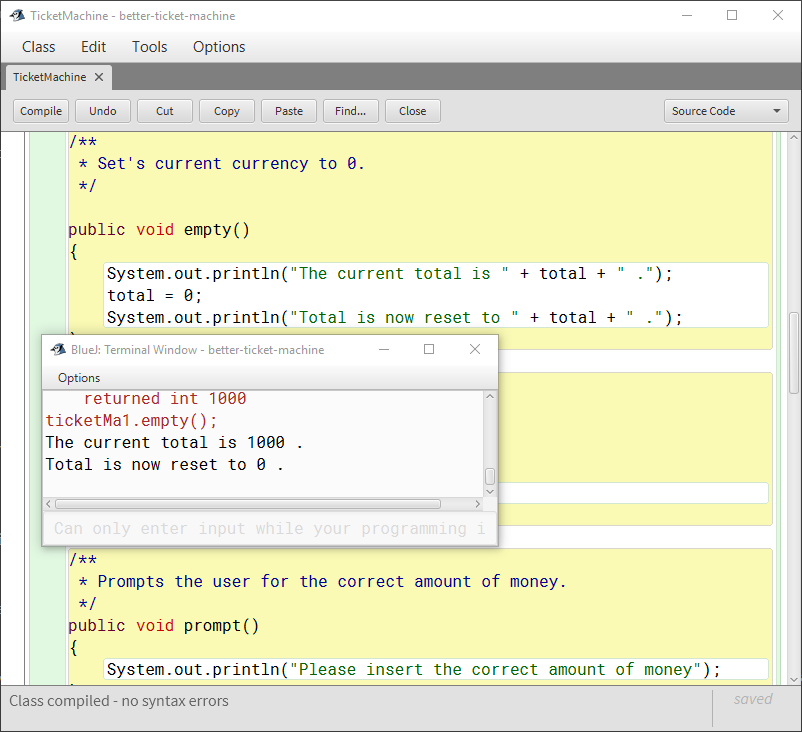 TicketMachine - better-ticket-machine
Class Edit Tools Options
TicketMachine
Compile Undo Cut Copy Paste Find... Close Source Code
/**
* Set's current currency to 0.
*/
public void empty()
{
System.out.println("The current total is " + total + " .");
total = 0;
System.out.println("Total is now reset to " + total + " .");
BlueJ: Terminal Window - better-ticket-machine
Options
returned int 1000
ticketMa1.empty();
The current total is 1000 .
Total is now reset to 0 .
Can only enter input while your programming i
/**
* Prompts the user for the correct amount of money.
*/
public void prompt()
{
System.out.println("Please insert the correct amount of money");
Class compiled - no syntax errors
saved